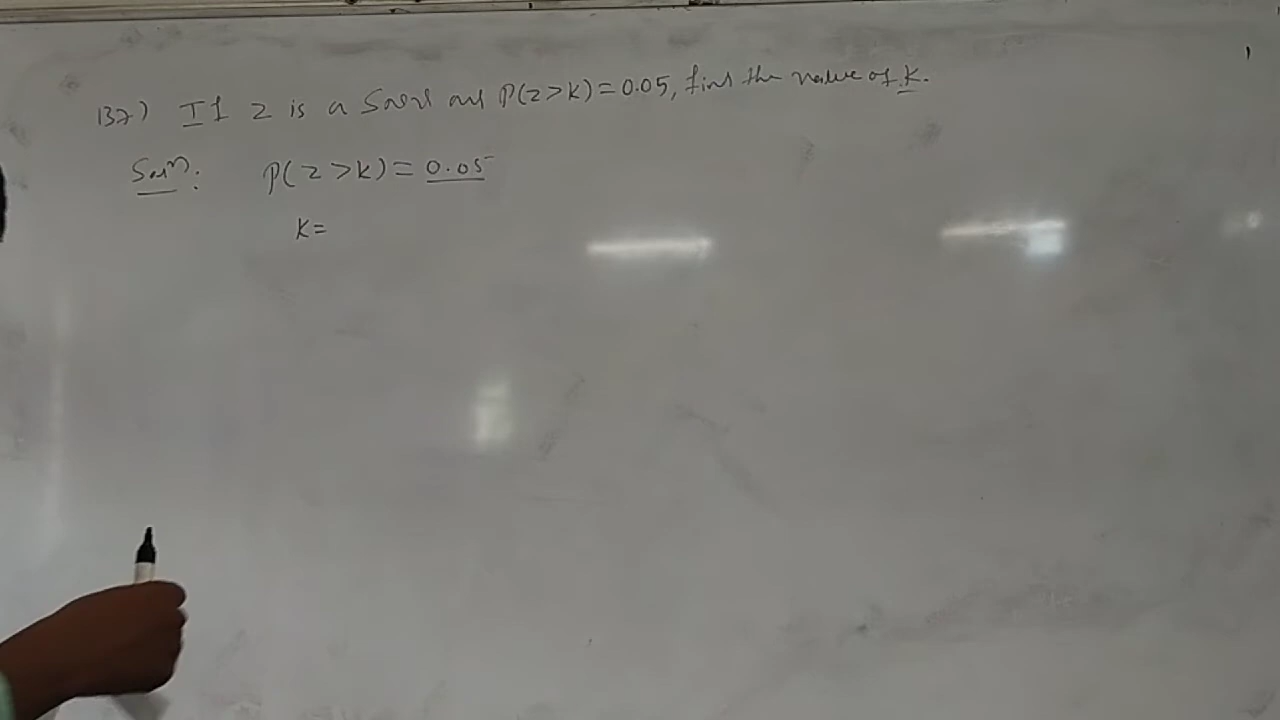 137) If Z is a SNV and P(Z>K)=0.05, find the value of K.
Soln: P(Z>K)=0.05
K=